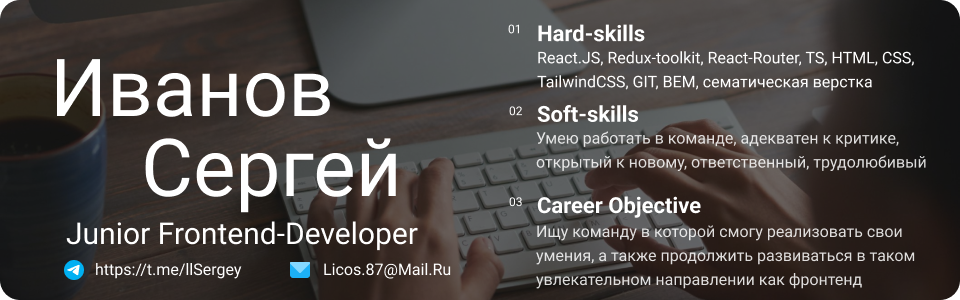 Иванов
Сергей
Junior Frontend-Developer
https://t.me/IlSergey
Licos.87@Mail.Ru
01 Hard-skills
React.JS, Redux-toolkit, React-Router, TS, HTML, CSS,
TailwindCSS, GIT, BEM, сематическая верстка
02 Soft-skills
Умею работать в команде, адекватен к критике,
открытый к новому, ответственный, трудолюбивый
03 Career Objective
Ищу команду в которой смогу реализовать свои
умения, а также продолжить развиваться в таком
увлекательном направлении как фронтенд